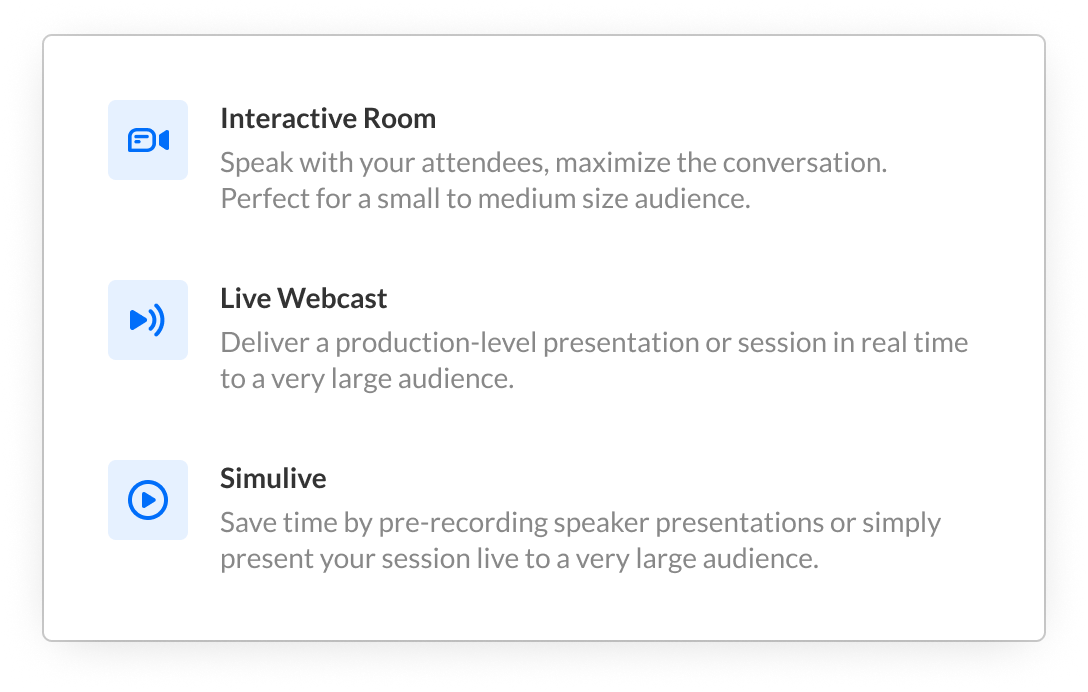 Interactive Room
Speak with your attendees, maximize the conversation.
Perfect for a small to medium size audience.
Live Webcast
Deliver a production-level presentation or session in real time
to a very large audience.
Simulive
Save time by pre-recording speaker presentations or simply
present your session live to a very large audience.